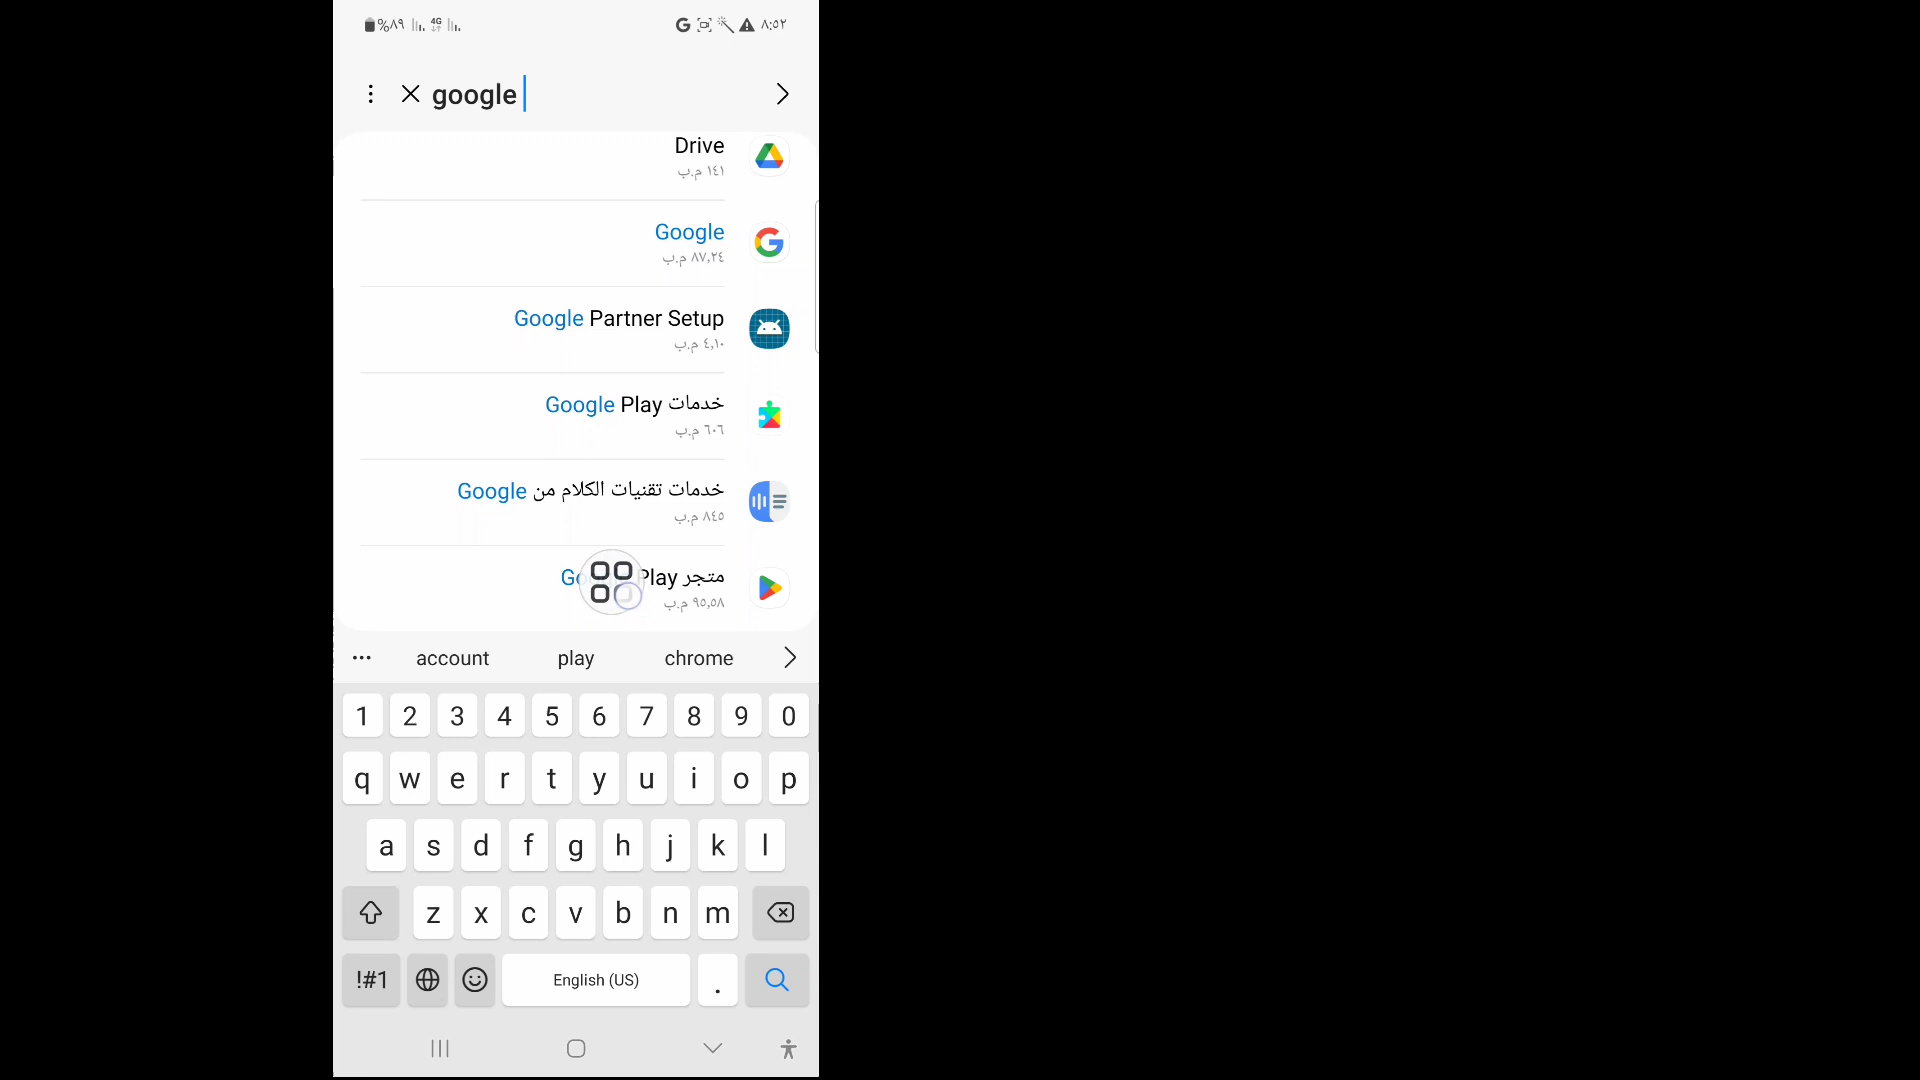 %٨٩ 4G ٨:٥٢
google
Drive
١٤١ م.ب
Google
٨٧,٢٤ م.ب
Google Partner Setup
٤,١٠ م.ب
خدمات Google Play
٦٠٦ م.ب
خدمات تقنيات الكلام من Google
٨٤٥ م.ب
متجر Play
٩٥,٥٨ م.ب
account play chrome
1 2 3 4 5 6 7 8 9 0
q w e r t y u i o p
a s d f g h j k l
z x c v b n m
!#1 English (US) .